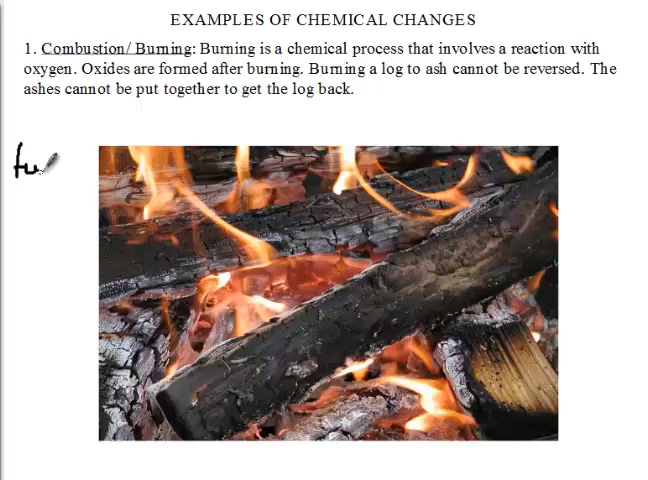 EXAMPLES OF CHEMICAL CHANGES
1. Combustion/ Burning: Burning is a chemical process that involves a reaction with
oxygen. Oxides are formed after burning. Burning a log to ash cannot be reversed. The
ashes cannot be put together to get the log back.
fu